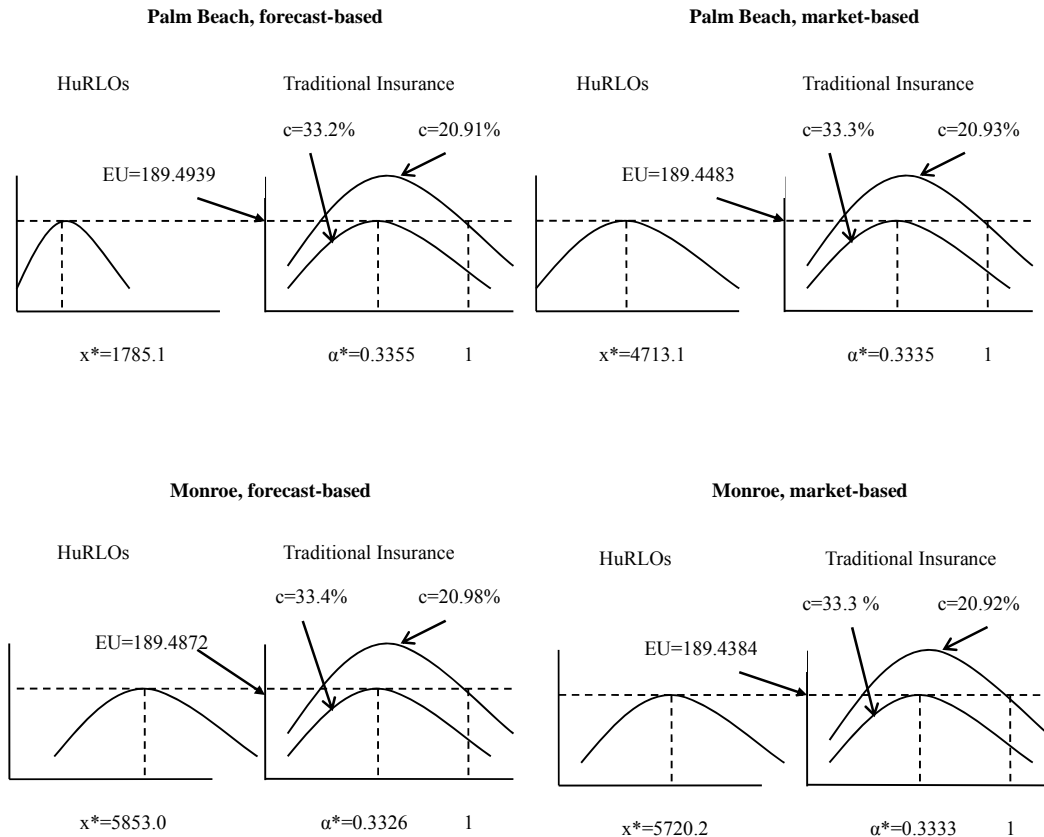 Palm Beach, forecast-based
HuRLOs
Traditional Insurance
c=33.2%
c=20.91%
EU=189.4939
x*=1785.1
α*=0.3355
1
Palm Beach, market-based
HuRLOs
Traditional Insurance
c=33.3%
c=20.93%
EU=189.4483
x*=4713.1
α*=0.3335
1
Monroe, forecast-based
HuRLOs
Traditional Insurance
c=33.4%
c=20.98%
EU=189.4872
x*=5853.0
α*=0.3326
1
Monroe, market-based
HuRLOs
Traditional Insurance
c=33.3 %
c=20.92%
EU=189.4384
x*=5720.2
α*=0.3333
1